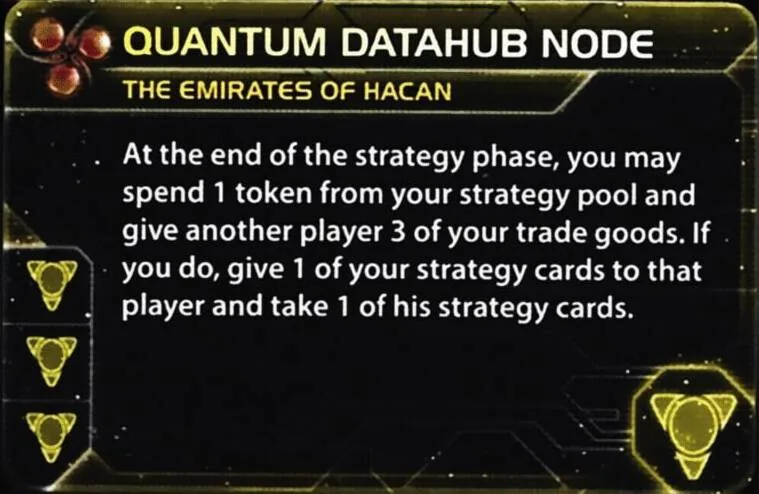 QUANTUM DATAHUB NODE
THE EMIRATES OF HACAN
At the end of the strategy phase, you may
spend 1 token from your strategy pool and
give another player 3 of your trade goods. If
you do, give 1 of your strategy cards to that
player and take 1 of his strategy cards.